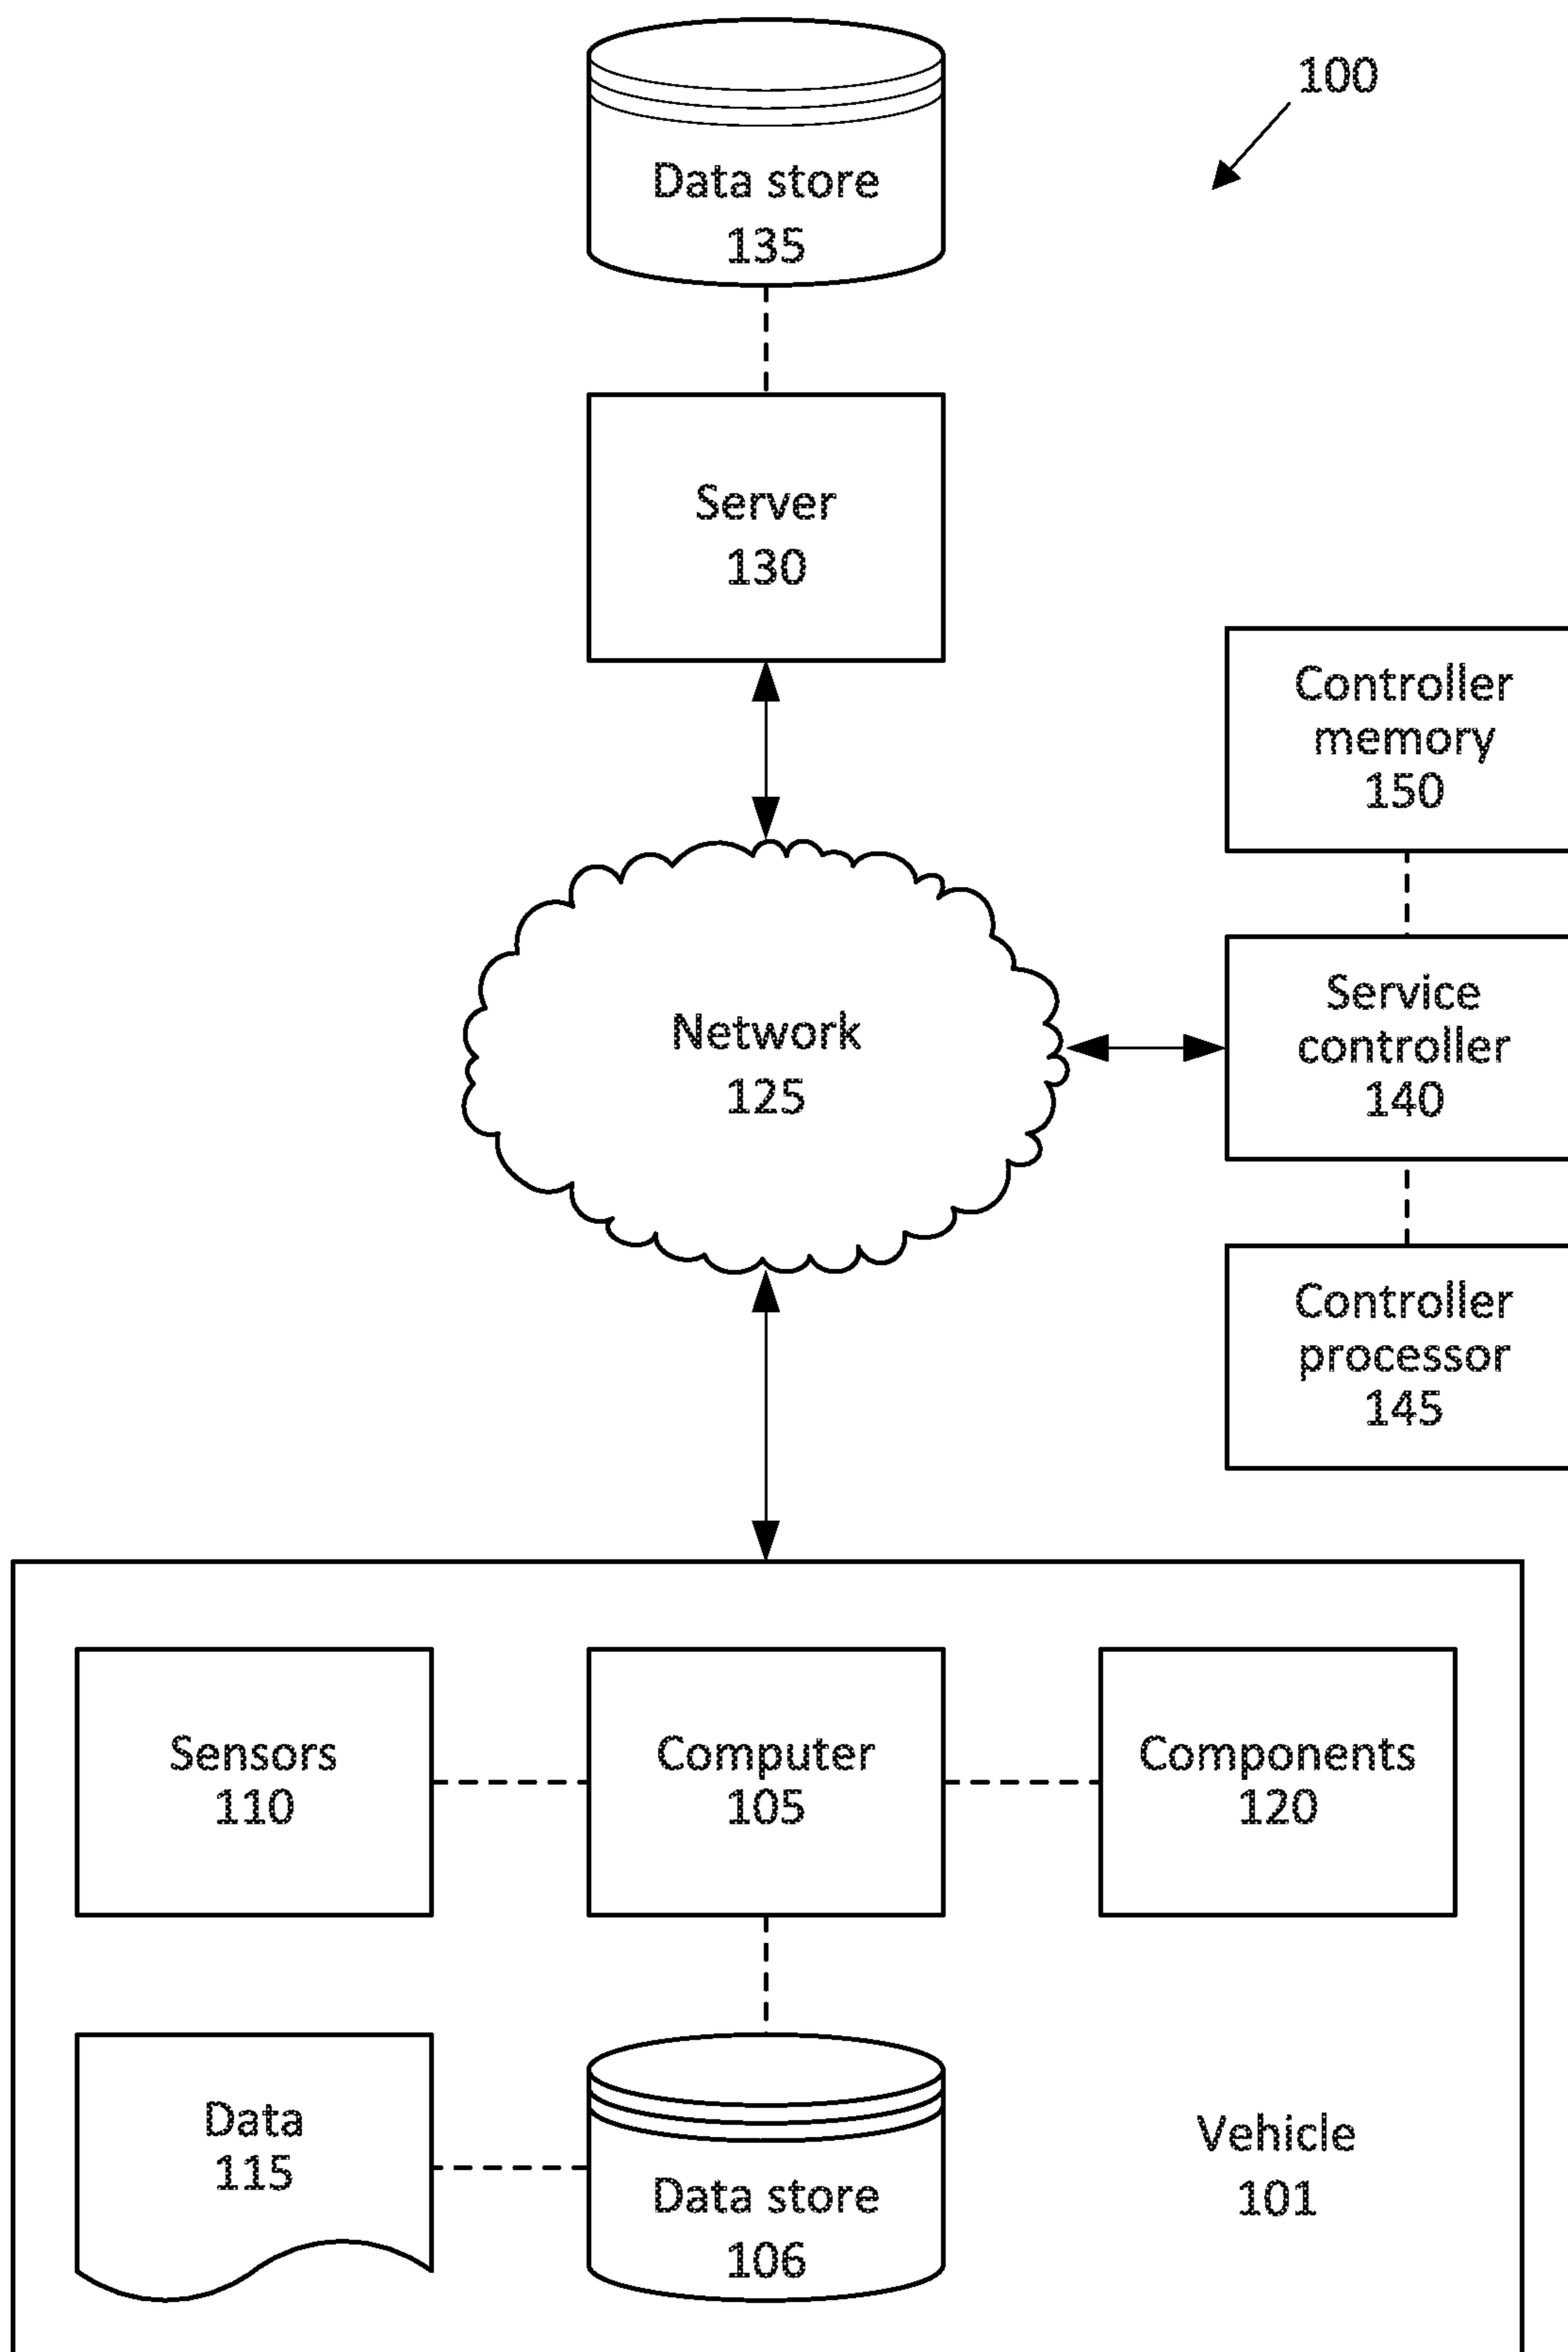 100
Data store
135
Server
130
Controller
memory
150
Network
125
Service
controller
140
Controller
processor
145
Sensors
110
Computer
105
Components
120
Data
115
Data store
106
Vehicle
101